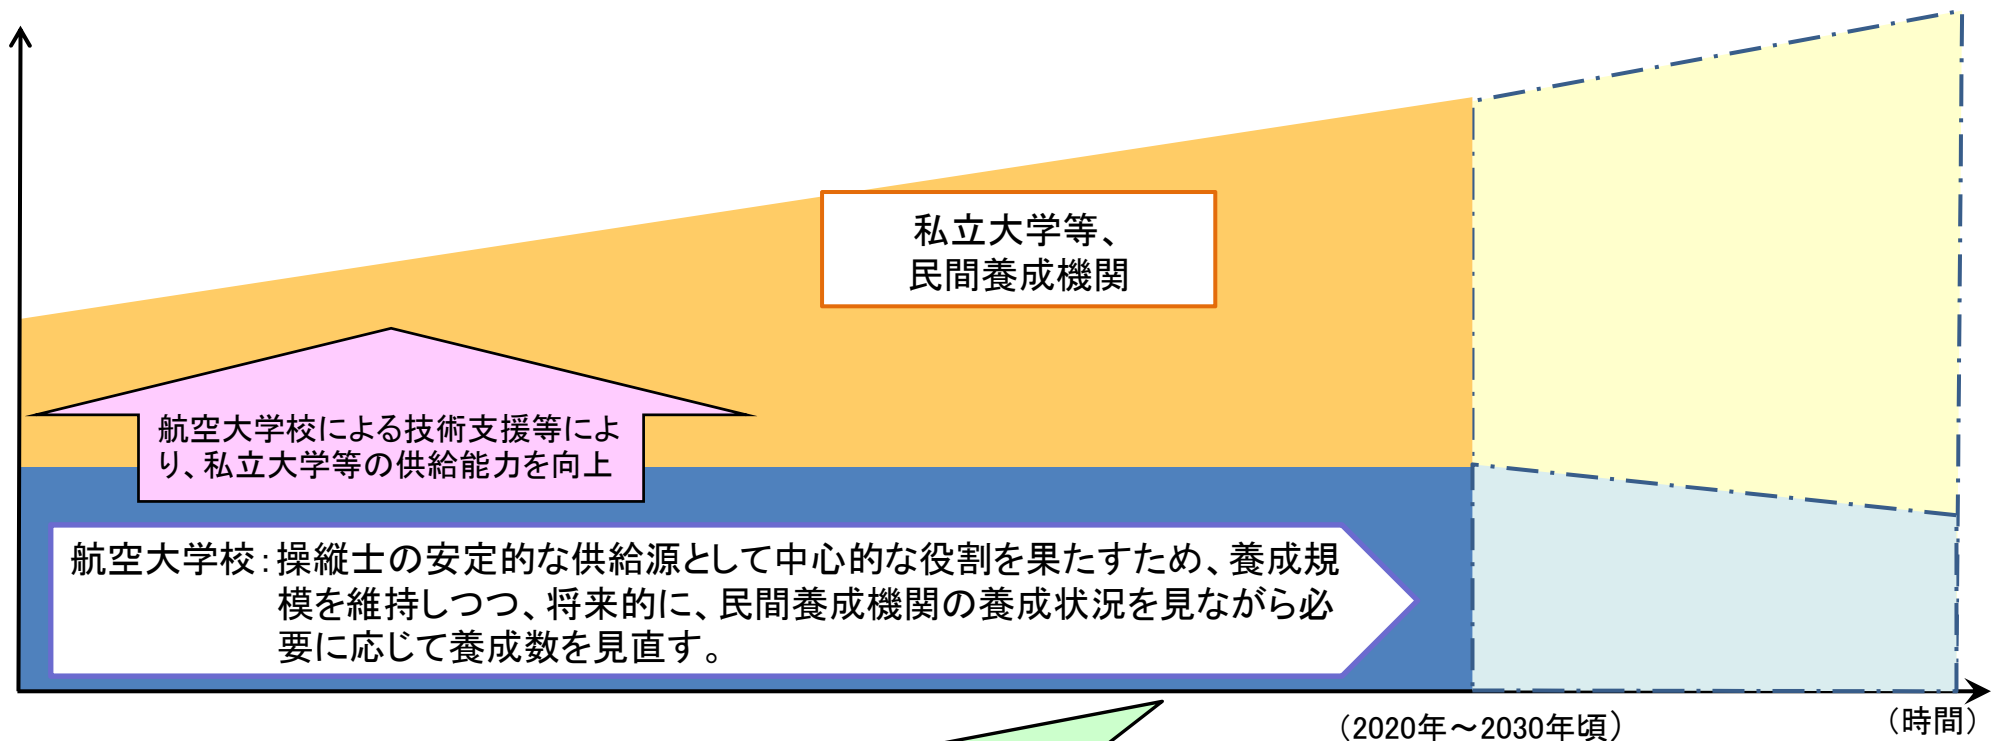 私立大学等、
民間養成機関
航空大学校による技術支援等によ
り、私立大学等の供給能力を向上
航空大学校：操縦士の安定的な供給源として中心的な役割を果たすため、養成規
模を維持しつつ、将来的に、民間養成機関の養成状況を見ながら必
要に応じて養成数を見直す。
（2020年～2030年頃）
（時間）